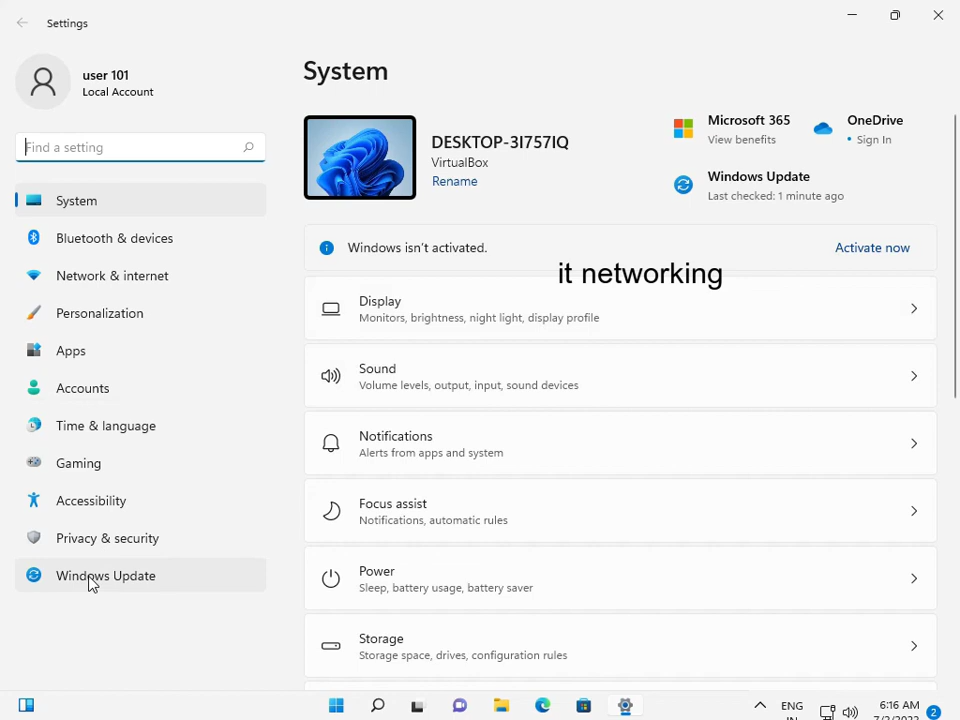 Settings
user 101
Local Account
Find a setting
System
Bluetooth & devices
Network & internet
Personalization
Apps
Accounts
Time & language
Gaming
Accessibility
Privacy & security
Windows Update
System
DESKTOP-3I757IQ
VirtualBox
Rename
Microsoft 365
View benefits
OneDrive
• Sign In
Windows Update
Last checked: 1 minute ago
Windows isn't activated.
Activate now
it networking
Display
Monitors, brightness, night light, display profile
Sound
Volume levels, output, input, sound devices
Notifications
Alerts from apps and system
Focus assist
Notifications, automatic rules
Power
Sleep, battery usage, battery saver
Storage
Storage space, drives, configuration rules
ENG
IN
6:16 AM
2